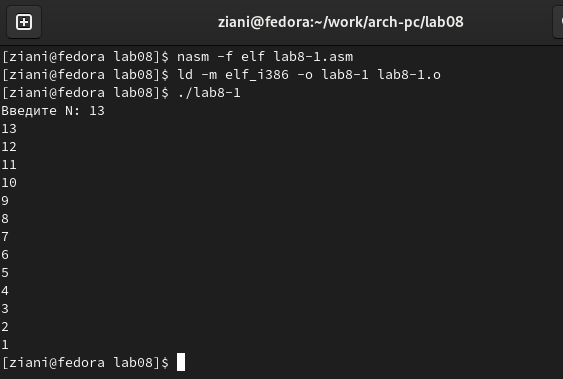 ziani@fedora:~/work/arch-pc/lab08
[ziani@fedora lab08]$ nasm -f elf lab8-1.asm
[ziani@fedora lab08]$ ld -m elf_i386 -o lab8-1 lab8-1.o
[ziani@fedora lab08]$ ./lab8-1
Введите N: 13
13
12
11
10
9
8
7
6
5
4
3
2
1
[ziani@fedora lab08]$